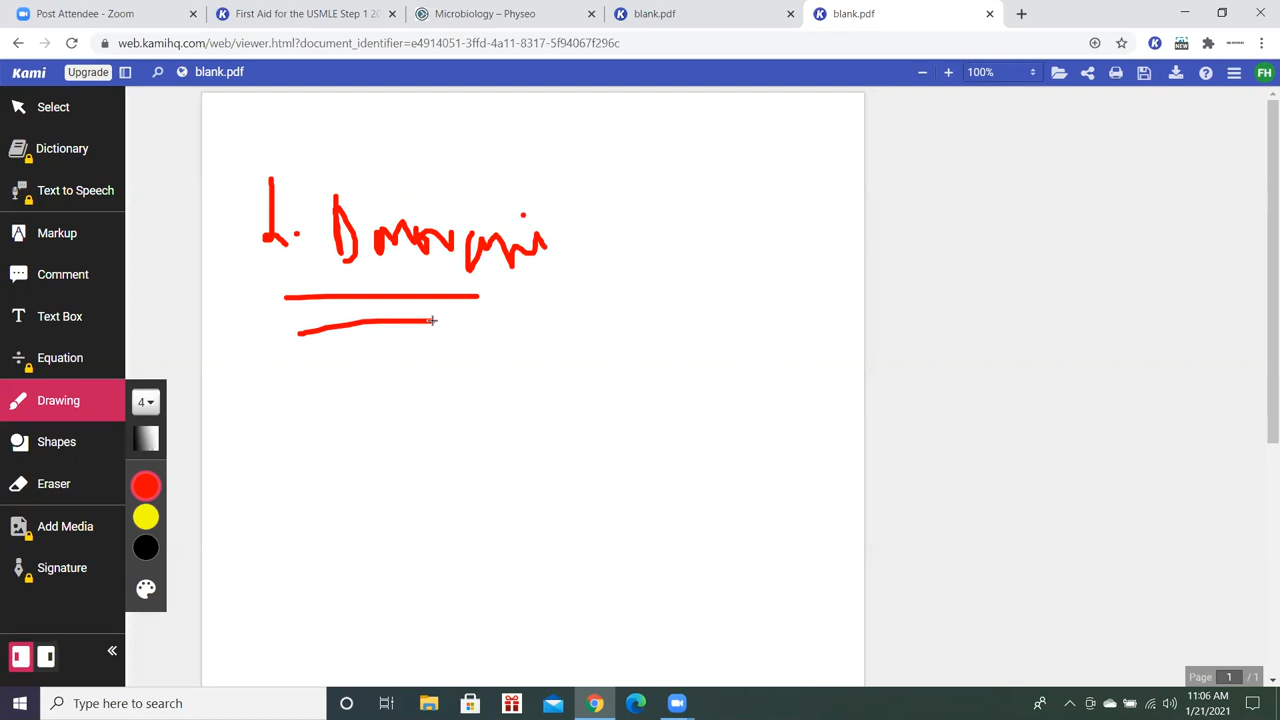 Post Attendee - Zoom
First Aid for the USMLE Step 1 20
Microbiology – Physeo
blank.pdf
blank.pdf
web.kamihq.com/web/viewer.html?document_identifier=e4914051-3ffd-4a11-8317-5f94067f296c
NEW
Kami
Upgrade
blank.pdf
100%
FH
Select
Dictionary
Text to Speech
Markup
Comment
Text Box
Equation
Drawing
4
Shapes
Eraser
Add Media
Signature
L. Donovani
Page 1 / 1
Type here to search
11:06 AM
1/21/2021